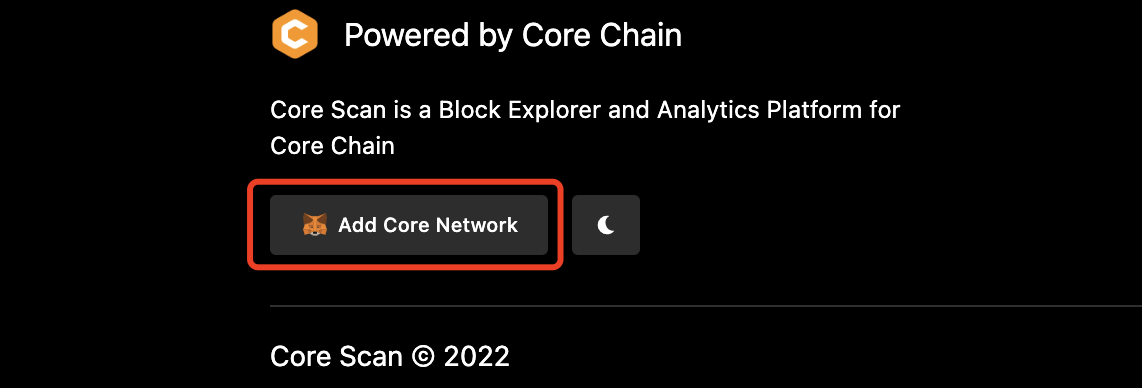 Powered by Core Chain
Core Scan is a Block Explorer and Analytics Platform for
Core Chain
Add Core Network
Core Scan © 2022